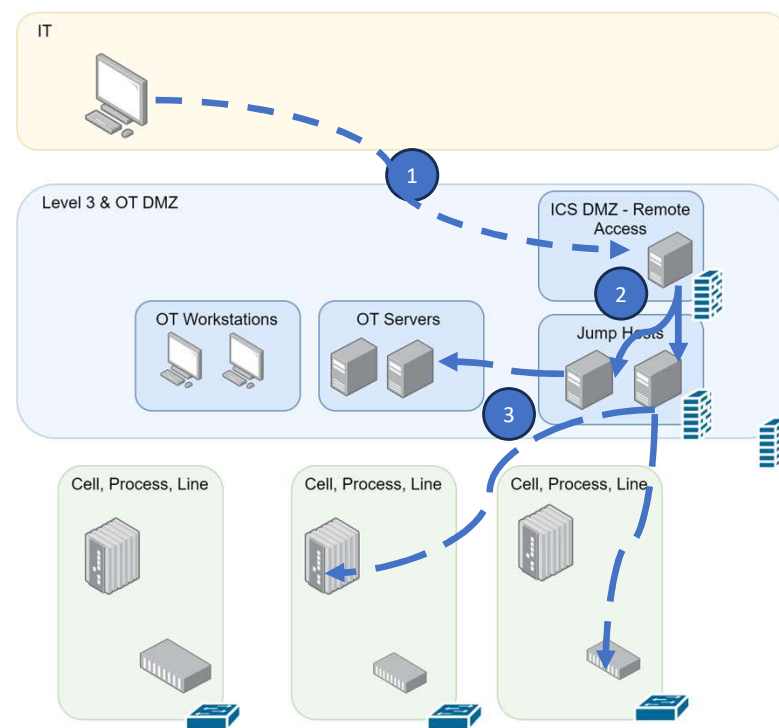 IT
1
Level 3 & OT DMZ
ICS DMZ - Remote
Access
2
OT Workstations
OT Servers
Jump Hosts
3
Cell, Process, Line
Cell, Process, Line
Cell, Process, Line